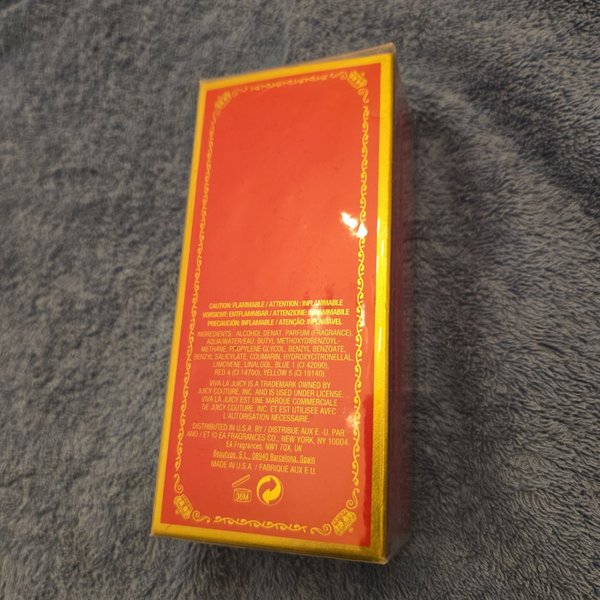 CAUTION: FLAMMABLE / ATTENTION : INFLAMMABLE
VORSICHT: ENTFLAMMBAR / ATTENZIONE: INFIAMMABILE
PRECAUCIÓN: INFLAMABLE / ATENÇÃO: INFLAMÁVEL
INGREDIENTS: ALCOHOL DENAT. PARFUM (FRAGRANCE),
AQUA/WATER/EAU, BUTYL METHOXYDIBENZOYL-
METHANE, PROPYLENE GLYCOL, BENZYL BENZOATE,
BENZYL SALICYLATE, COUMARIN, HYDROXYCITRONELLAL,
LIMONENE, LINALOOL, BLUE 1 (CI 42090),
RED 4 (CI 14700), YELLOW 5 (CI 19140).
VIVA LA JUICY IS A TRADEMARK OWNED BY
JUICY COUTURE, INC. AND IS USED UNDER LICENSE.
VIVA LA JUICY EST UNE MARQUE COMMERCIALE
DE JUICY COUTURE, INC. ET EST UTILISÉE AVEC
L'AUTORISATION NÉCESSAIRE.
DISTRIBUTED IN U.S.A. BY / DISTRIBUE AUX E.-U. PAR
AND / ET © EA FRAGRANCES CO., NEW YORK, NY 10004
EA Fragrances, NW1 7QX, UK
Beautyge, S.L., 08940 Barcelona, Spain
MADE IN U.S.A. / FABRIQUÉ AUX E.U.
36M